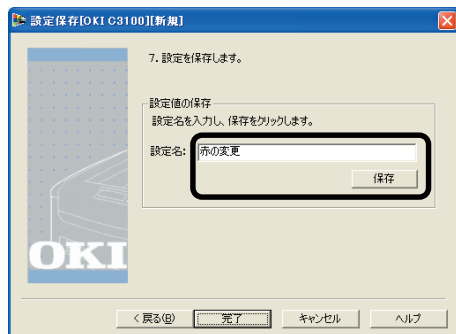 設定保存[OKI C3100][新規]
7. 設定を保存します。
設定値の保存
設定名を入力し、保存をクリックします。
設定名: 赤の変更
保存
OKI
< 戻る(B) 完了 キャンセル ヘルプ